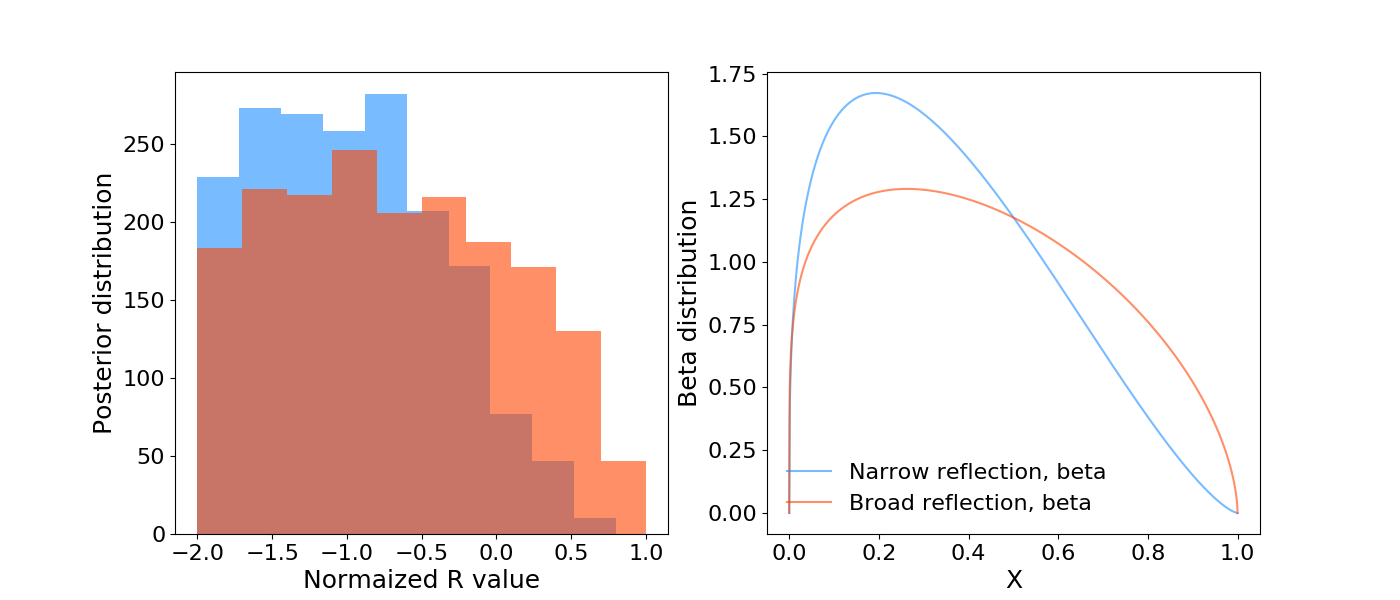 Posterior distribution
250
200
150
100
50
0
−2.0 −1.5 −1.0 −0.5 0.0 0.5 1.0
Normaized R value
Beta distribution
1.75
1.50
1.25
1.00
0.75
0.50
0.25
0.00
Narrow reflection, beta
Broad reflection, beta
0.0 0.2 0.4 0.6 0.8 1.0
X